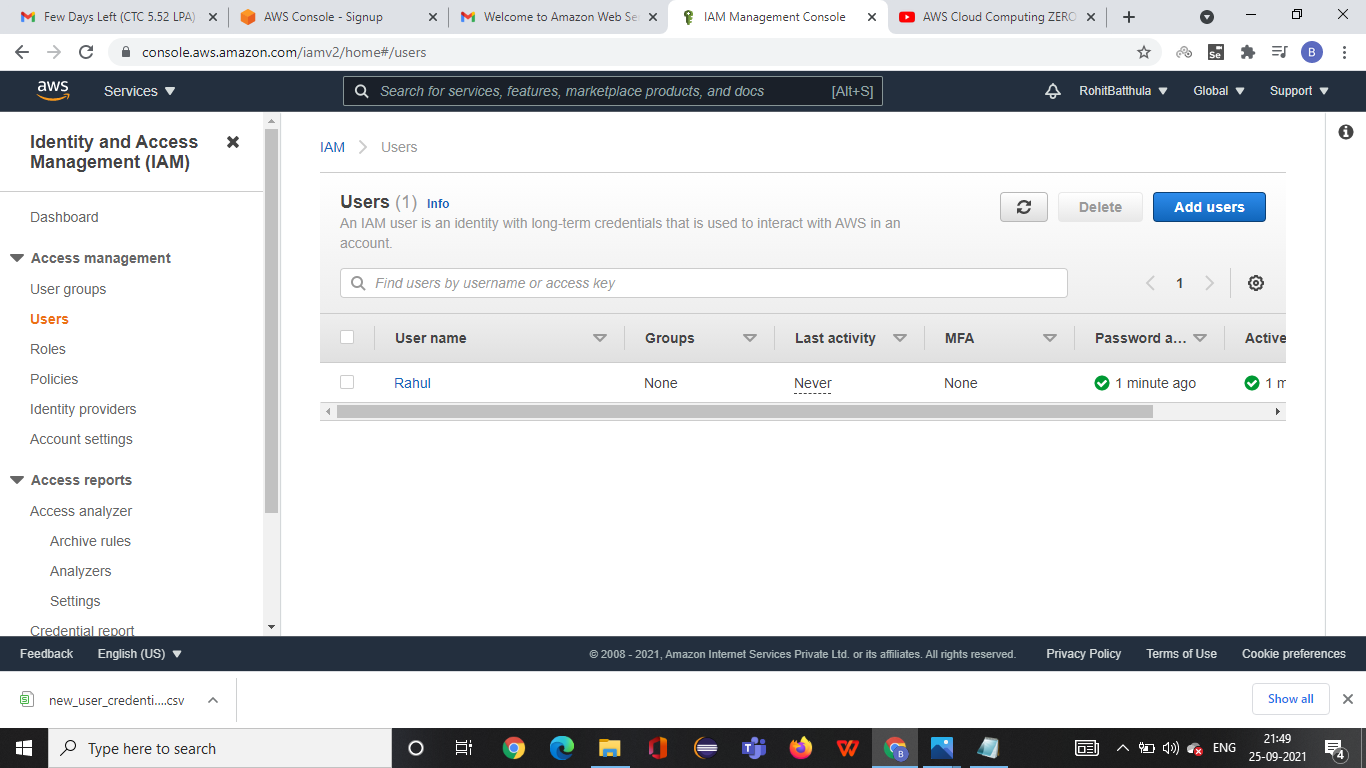 Few Days Left (CTC 5.52 LPA)
AWS Console - Signup
Welcome to Amazon Web Se
IAM Management Console
AWS Cloud Computing ZERO
console.aws.amazon.com/iamv2/home#/users
Se
B
aws
Services
Search for services, features, marketplace products, and docs [Alt+S]
RohitBatthula
Global
Support
Identity and Access
Management (IAM)
Dashboard
Access management
User groups
Users
Roles
Policies
Identity providers
Account settings
Access reports
Access analyzer
Archive rules
Analyzers
Settings
Credential report
IAM > Users
Users (1) Info
An IAM user is an identity with long-term credentials that is used to interact with AWS in an
account.
Delete
Add users
Find users by username or access key
1
User name Groups Last activity MFA Password a... Active
Rahul None Never None 1 minute ago 1 m
Feedback English (US)
© 2008 - 2021, Amazon Internet Services Private Ltd. or its affiliates. All rights reserved. Privacy Policy Terms of Use Cookie preferences
new_user_credenti....csv
Show all
Type here to search
ENG
21:49
25-09-2021
4